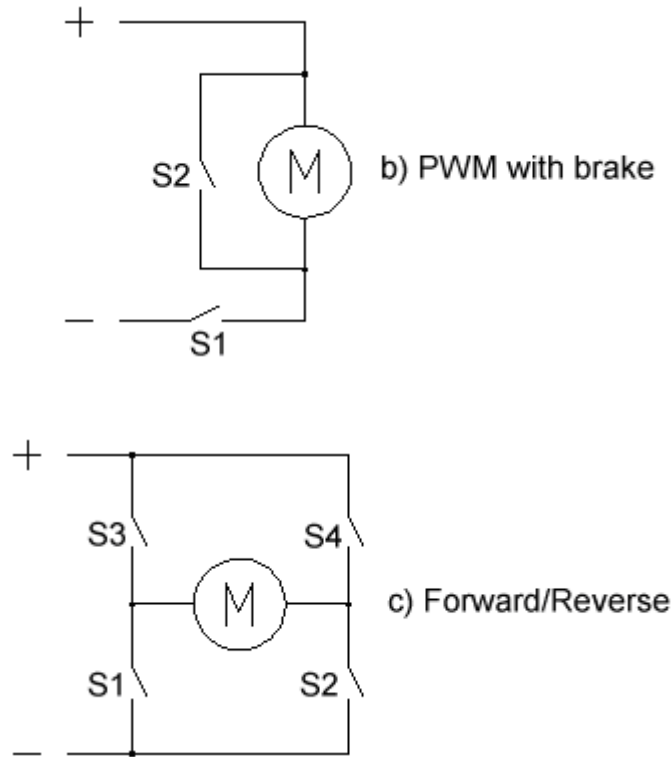 +
S2
M
b) PWM with brake
–
S1
+
S3
S4
M
c) Forward/Reverse
S1
S2
–